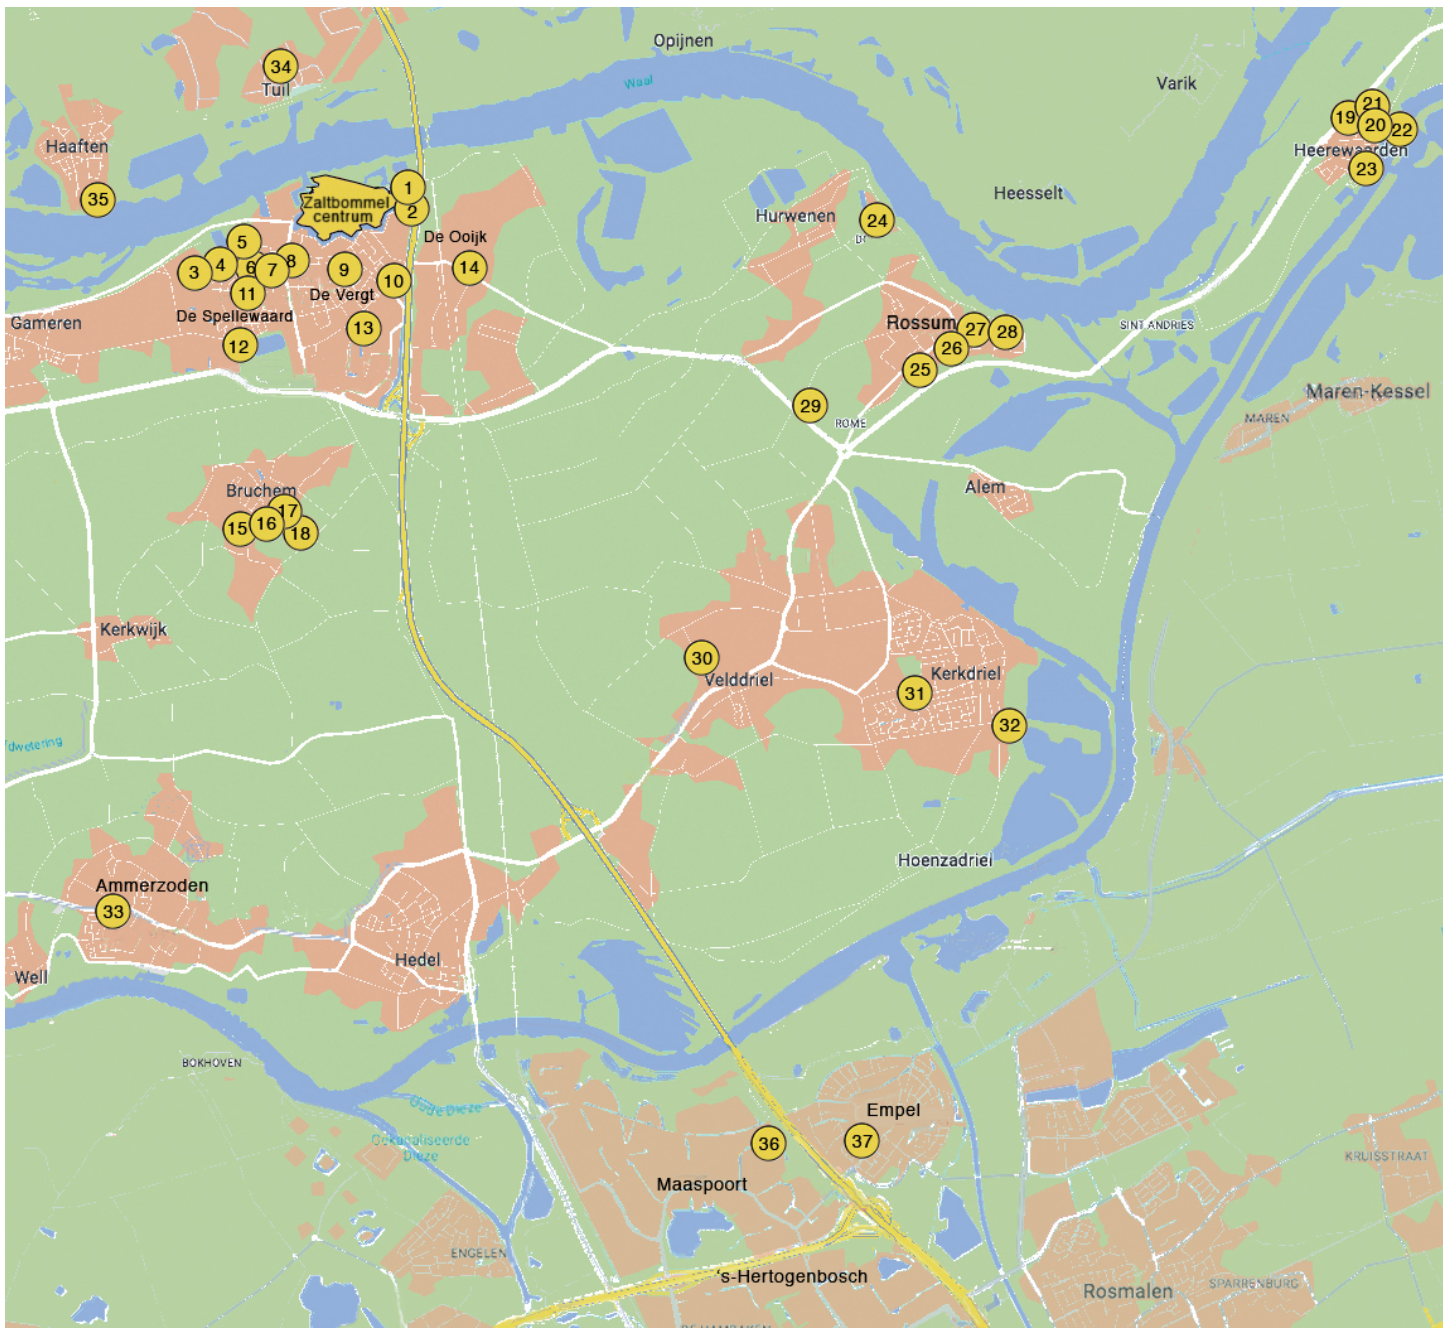 Opijnen
34
Waal
Varik
Tuil
21
19
20
22
Haaften
Heerewaarden
23
1
35
Zaltbommel
centrum
2
Heesselt
Hurwenen
24
De Ooijk
5
4
6
8
3
7
9
14
10
11
De Vergt
De Spellewaard
Gameren
13
Rossum
27
28
SINT ANDRIES
12
26
25
Maren-Kessel
29
MAREN
ROME
Bruchem
Alem
17
15
16
18
Kerkwijk
30
Velddriel
Kerkdriel
31
32
dwetering
Hoenzadriel
Ammerzoden
33
Hedel
Well
BOKHOVEN
Oude Dieze
Empel
Gekanaliseerde
Dieze
36
37
KRUISSTRAAT
Maaspoort
ENGELEN
's-Hertogenbosch
Rosmalen
SPARRENBURG